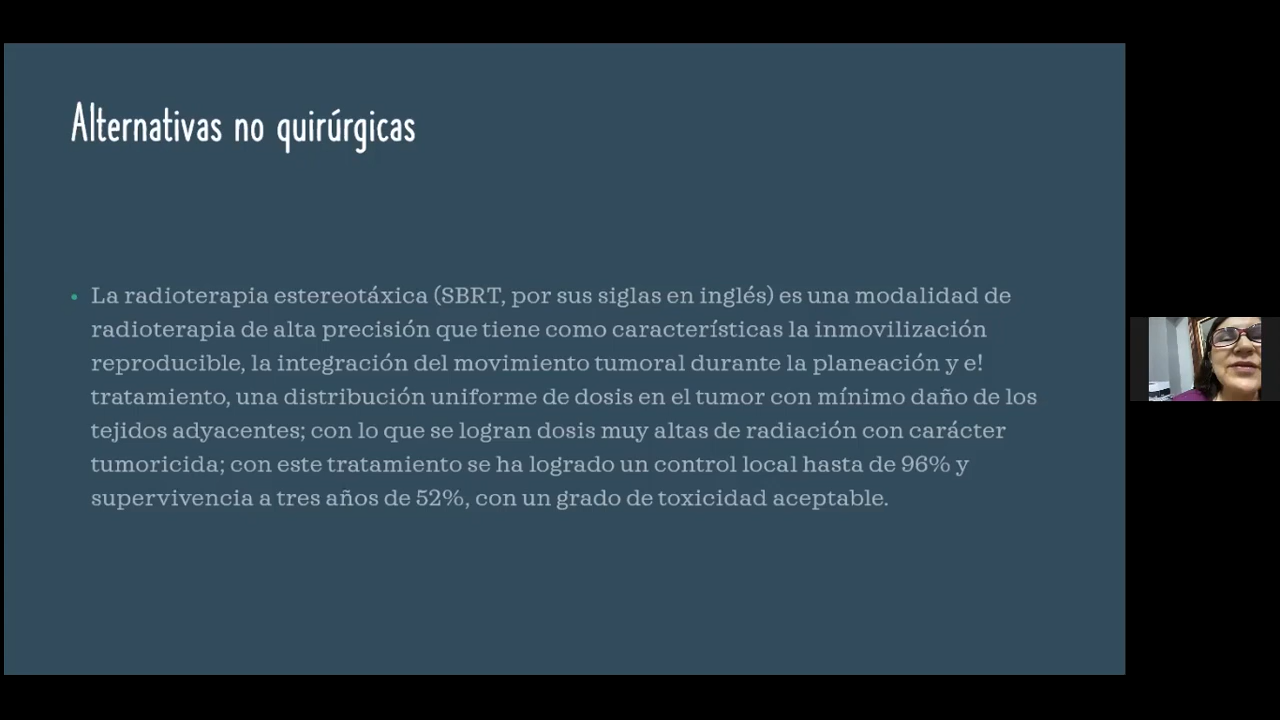 Alternativas no quirúrgicas
• La radioterapia estereotáxica (SBRT, por sus siglas en inglés) es una modalidad de
radioterapia de alta precisión que tiene como características la inmovilización
reproducible, la integración del movimiento tumoral durante la planeación y e!
tratamiento, una distribución uniforme de dosis en el tumor con mínimo daño de los
tejidos adyacentes; con lo que se logran dosis muy altas de radiación con carácter
tumoricida; con este tratamiento se ha logrado un control local hasta de 96% y
supervivencia a tres años de 52%, con un grado de toxicidad aceptable.